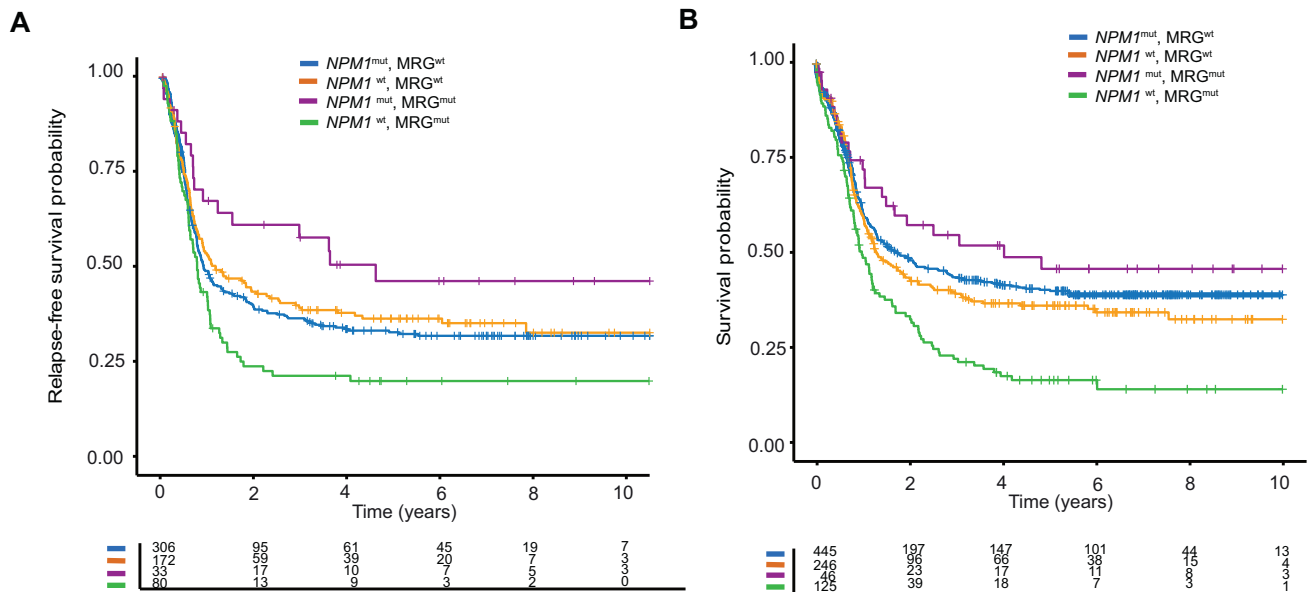 A
NPM1mut, MRGwt
NPM1 wt, MRGwt
NPM1 mut, MRGmut
NPM1 wt, MRGmut
Relapse-free survival probability
1.00
0.75
0.50
0.25
0.00
0 2 4 6 8 10
Time (years)
306 95 61 45 19 7
172 59 39 20 7 3
33 17 10 7 5 3
80 13 9 3 2 0
B
NPM1mut, MRGwt
NPM1 wt, MRGwt
NPM1 mut, MRGmut
NPM1 wt, MRGmut
Survival probability
1.00
0.75
0.50
0.25
0.00
0 2 4 6 8 10
Time (years)
445 197 147 101 44 13
246 96 66 38 15 4
46 23 17 11 8 3
125 39 18 7 3 1